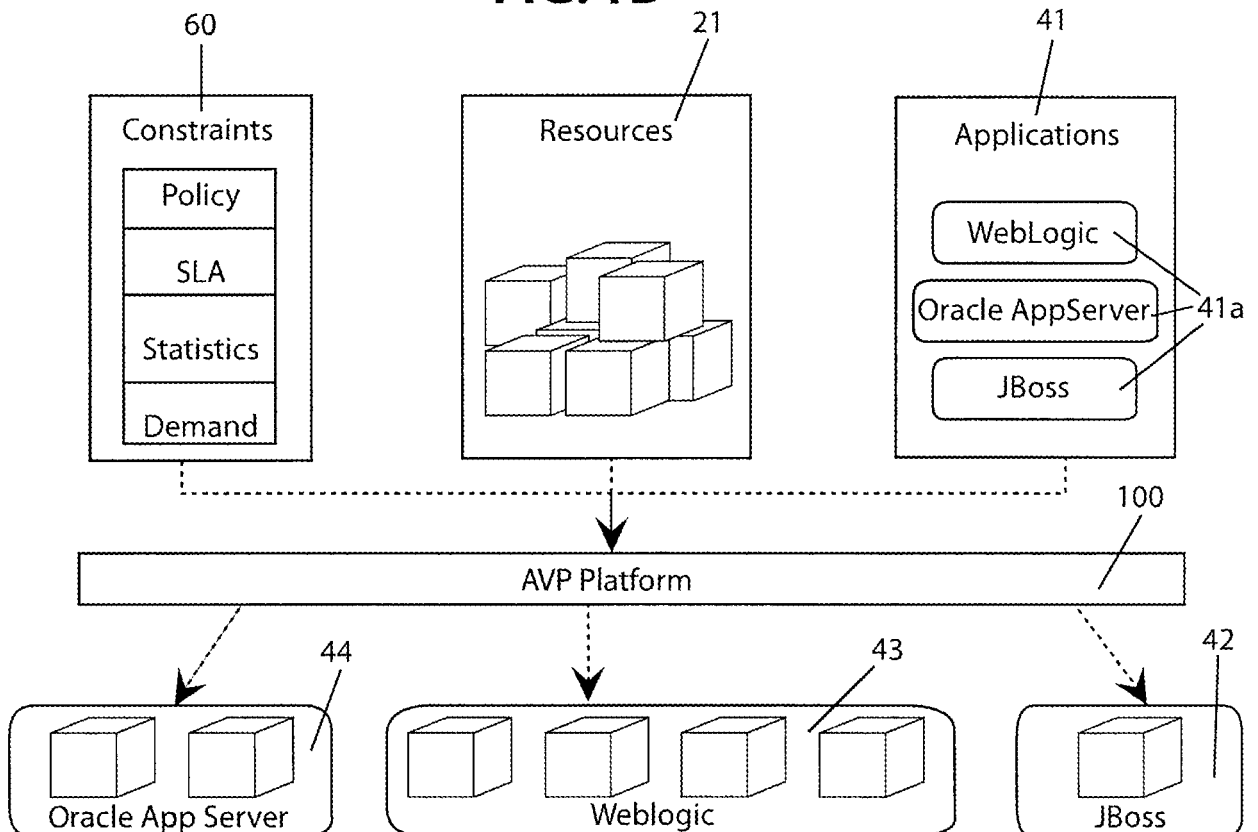 60
21
41
Constraints
Resources
Applications
Policy
SLA
Statistics
Demand
WebLogic
Oracle AppServer
JBoss
41a
100
AVP Platform
44
43
42
Oracle App Server
Weblogic
JBoss